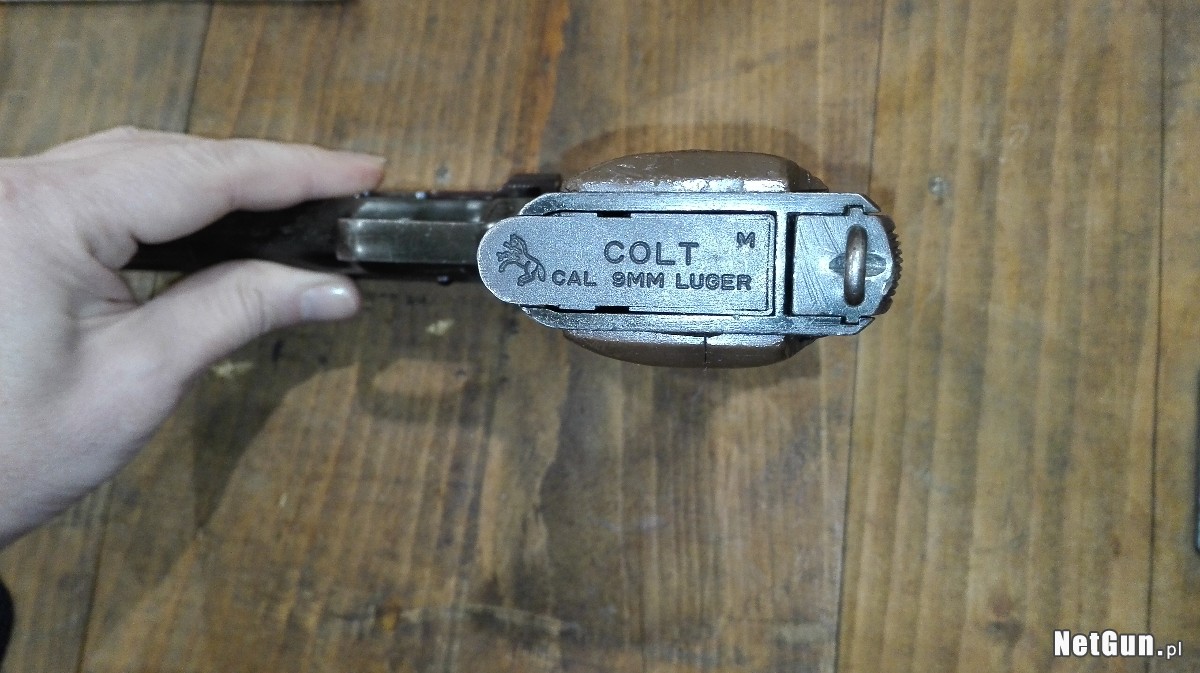 COLT M
CAL 9MM LUGER
NetGun.pl